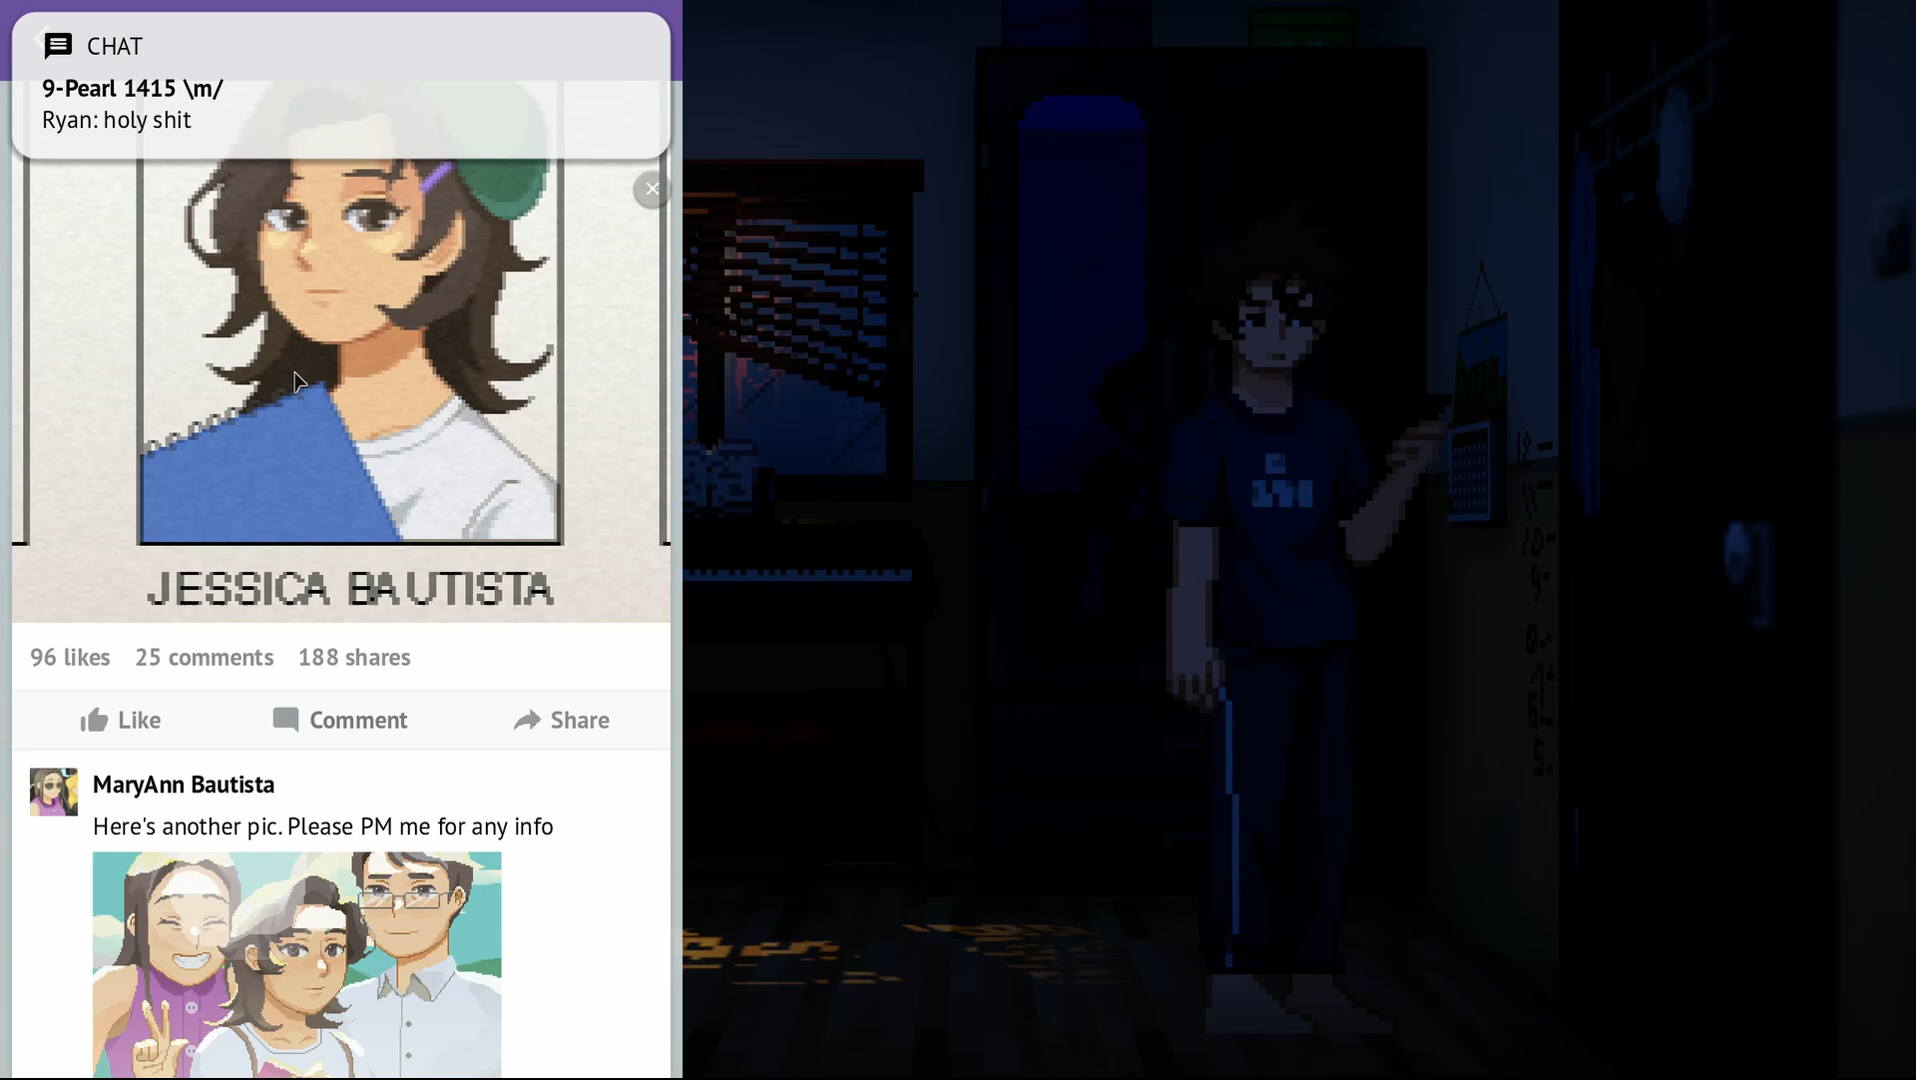 CHAT
9-Pearl 1415 \m/
Ryan: holy shit
JESSICA BAUTISTA
96 likes 25 comments 188 shares
Like Comment Share
MaryAnn Bautista
Here's another pic. Please PM me for any info